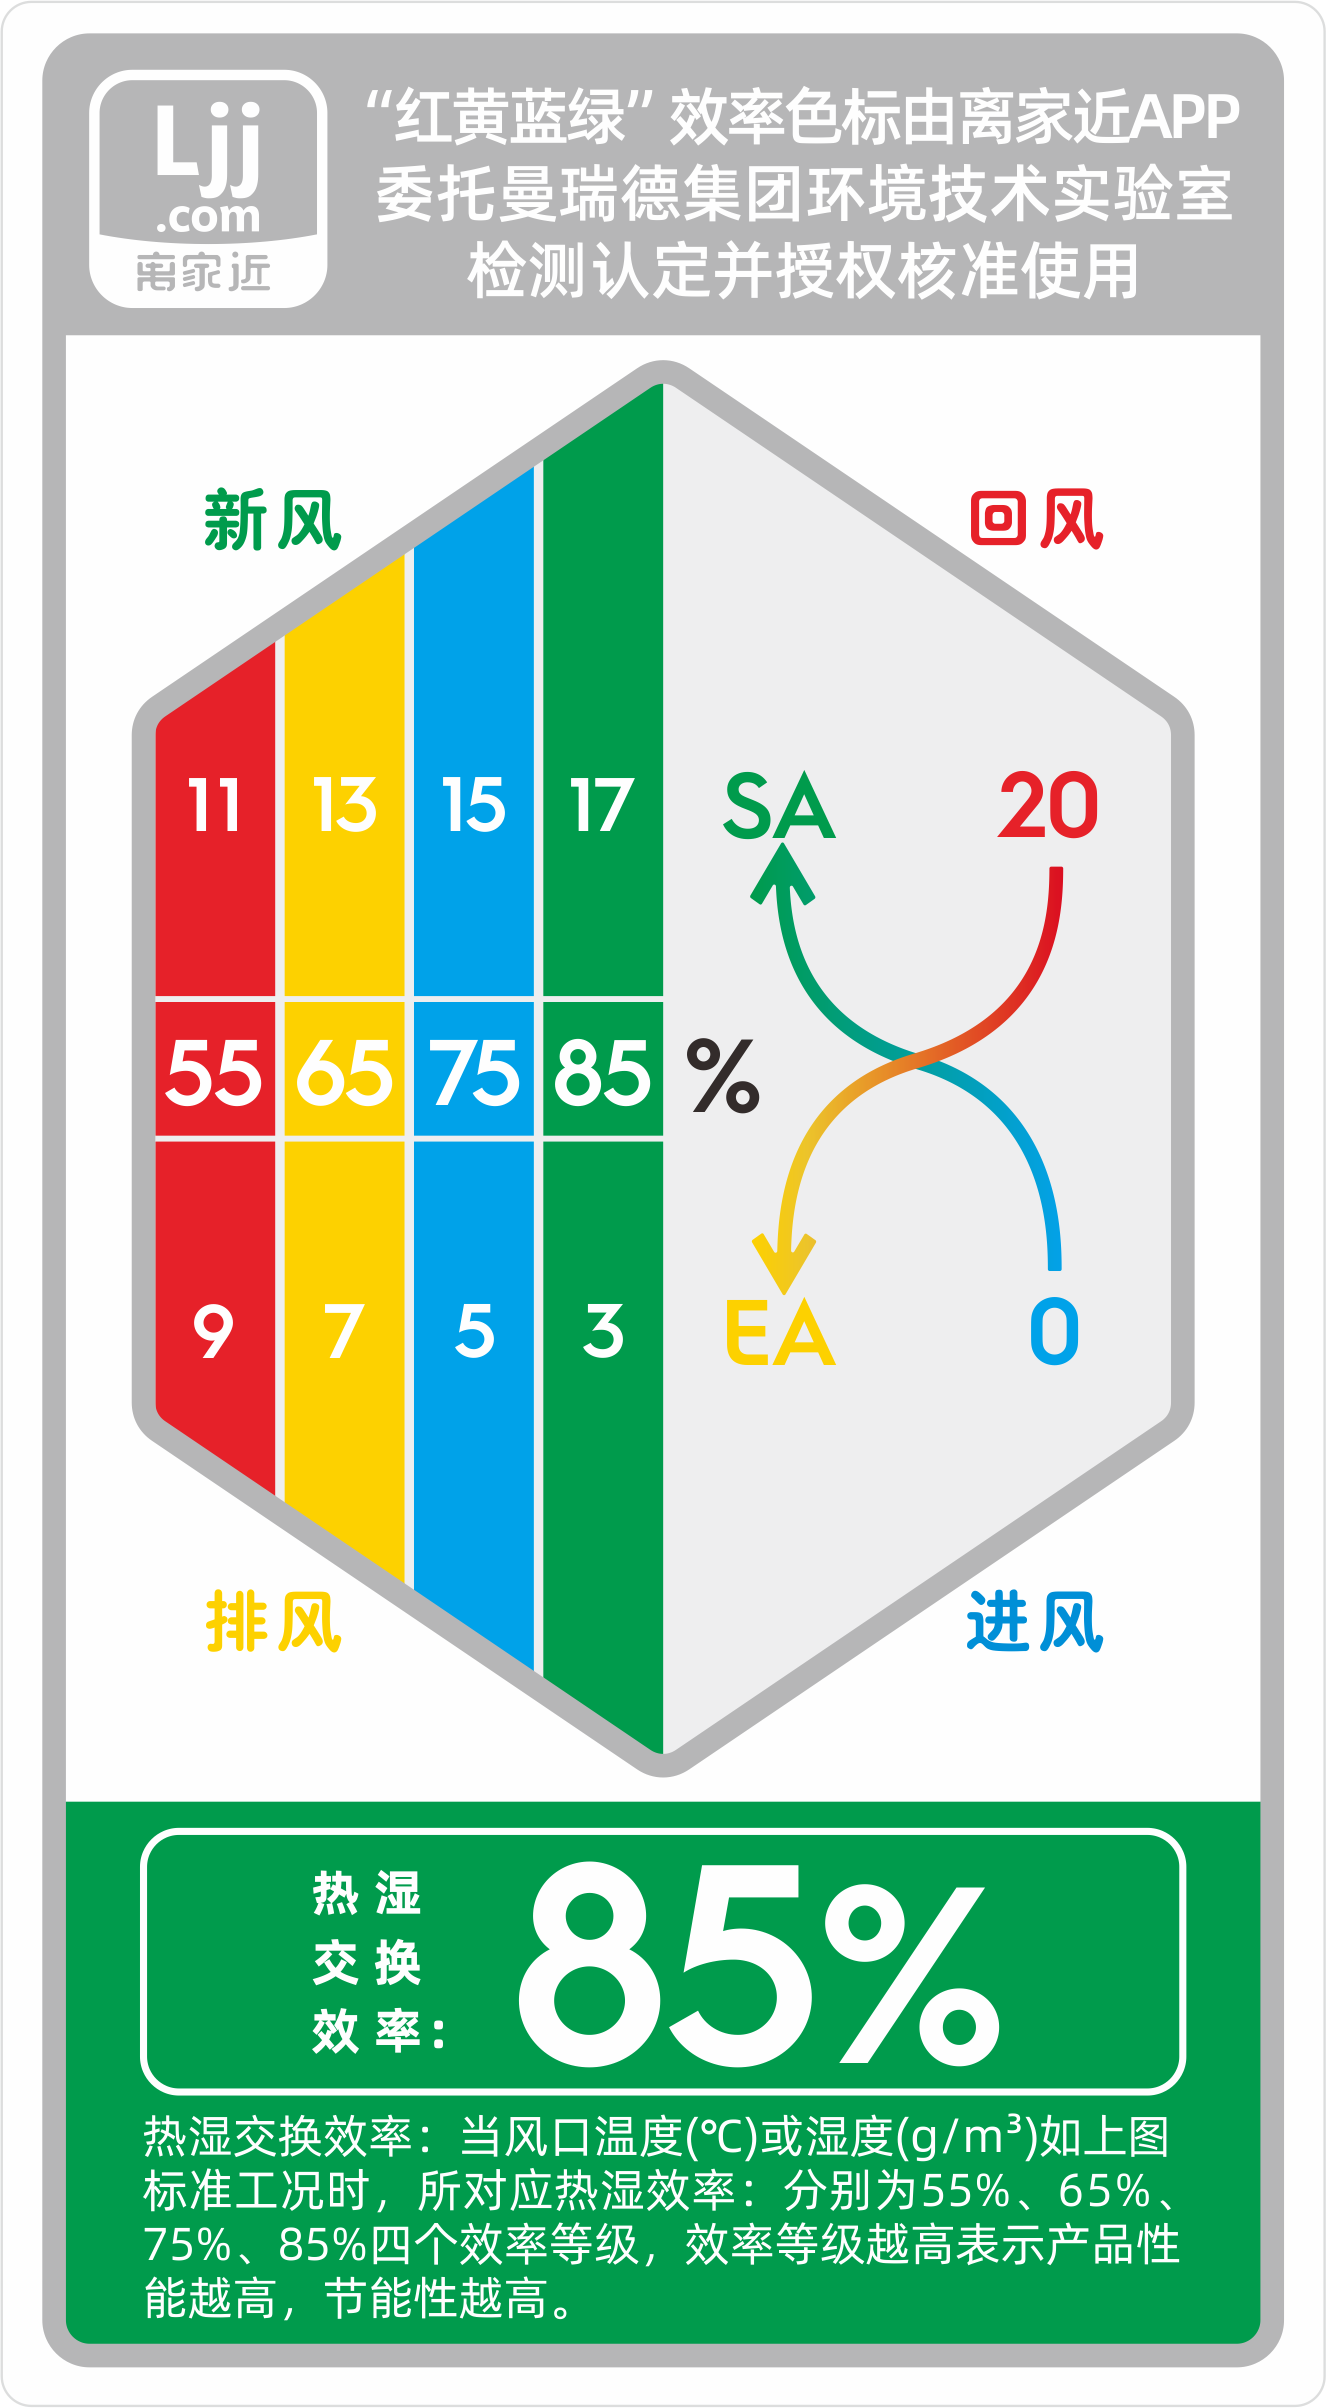 Ljj
.com
离家近
“红黄蓝绿” 效率色标由离家近APP
委托曼瑞德集团环境技术实验室
检测认定并授权核准使用
新风
回风
11 13 15 17 SA 20
55 65 75 85 %
9 7 5 3 EA 0
排风
进风
热湿
交换
效率：
85%
热湿交换效率：当风口温度(℃)或湿度(g/m³)如上图
标准工况时，所对应热湿效率：分别为55%、65%、
75%、85%四个效率等级，效率等级越高表示产品性
能越高，节能性越高。